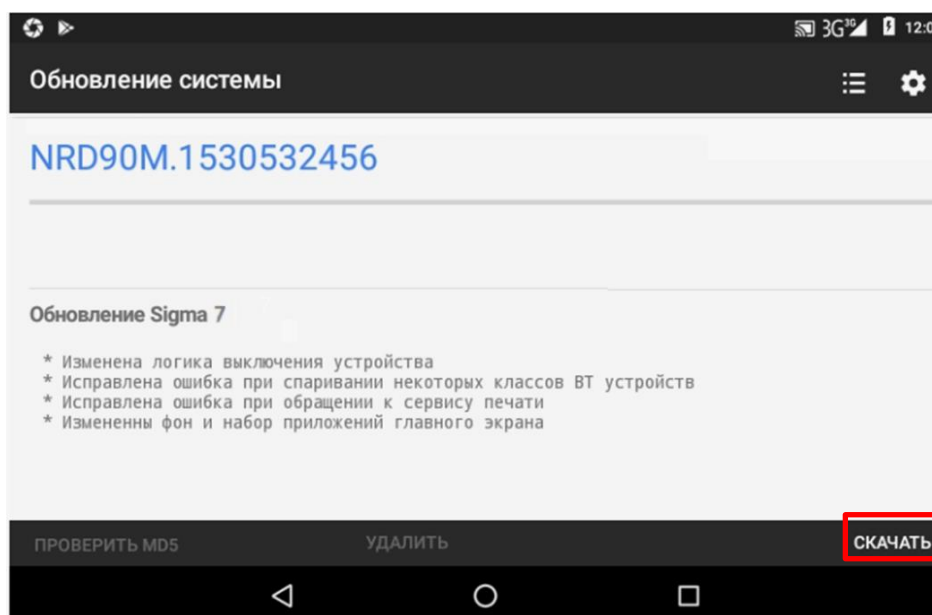 3G 3G 12:0
Обновление системы
NRD90M.1530532456
Обновление Sigma 7
* Изменена логика выключения устройства
* Исправлена ошибка при спаривании некоторых классов BT устройств
* Исправлена ошибка при обращении к сервису печати
* Измененны фон и набор приложений главного экрана
ПРОВЕРИТЬ MD5 УДАЛИТЬ СКАЧАТЬ